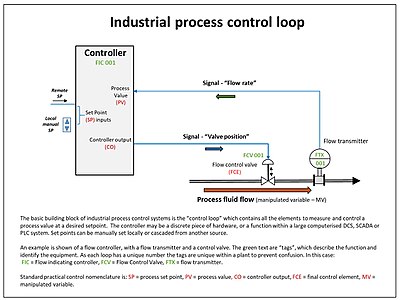 Industrial process control loop
Controller
FIC 001
Signal - "Flow rate"
Process
Value
(PV)
Remote
SP
Set Point
(SP) inputs
Local
manual
SP
Signal - "Valve position"
Controller output
(CO)
Flow transmitter
FTX
001
FCV 001
Flow control valve
(FCE)
Process fluid flow (manipulated variable – MV)
The basic building block of industrial process control systems is the "control loop" which contains all the elements to measure and control a
process value at a desired setpoint. The controller may be a discrete piece of hardware, or a function within a large computerised DCS, SCADA or
PLC system. Set points can be manually set locally or cascaded from another source.
An example is shown of a flow controller, with a flow transmitter and a control valve. The green text are "tags", which describe the function and
identify the equipment. As each loop has a unique number the tags are unique within a plant to prevent confusion. In this case:
FIC = Flow indicating controller, FCV = Flow Control Valve, FTX = flow transmitter.
Standard practical control nomenclature is: SP = process set point, PV = process value, CO = controller output, FCE = final control element, MV =
manipulated variable.